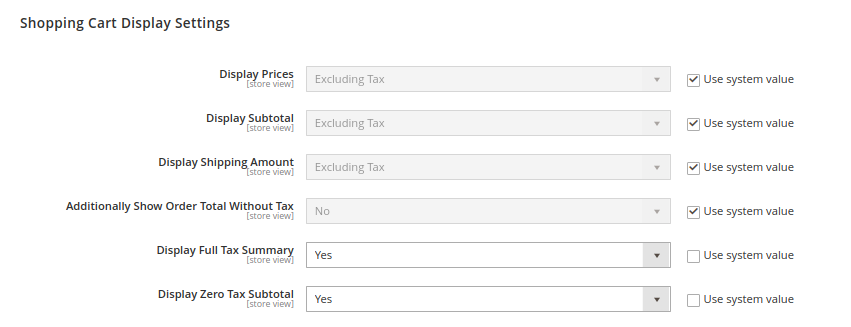 Shopping Cart Display Settings
Display Prices Excluding Tax Use system value
[store view]
Display Subtotal Excluding Tax Use system value
[store view]
Display Shipping Amount Excluding Tax Use system value
[store view]
Additionally Show Order Total Without Tax No Use system value
[store view]
Display Full Tax Summary Yes Use system value
[store view]
Display Zero Tax Subtotal Yes Use system value
[store view]